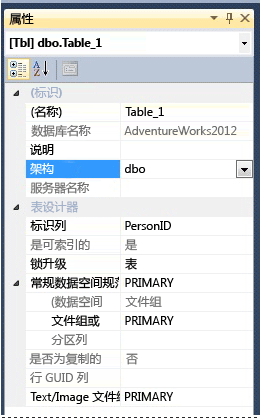 属性
[Tbl] dbo.Table_1
(标识)
(名称) Table_1
数据库名称 AdventureWorks2012
说明
架构 dbo
服务器名称
表设计器
标识列 PersonID
是可索引的 是
锁升级 表
常规数据空间规范 PRIMARY
(数据空间 文件组
文件组或 PRIMARY
分区列
是否为复制的 否
行 GUID 列
Text/Image 文件组 PRIMARY